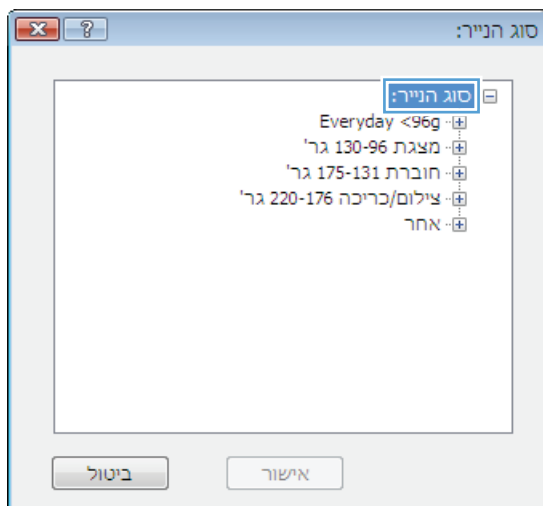 סוג הנייר:
סוג הנייר:
Everyday <96g
מצגת 130-96 גר'
חוברת 175-131 גר'
צילום/כריכה 220-176 גר'
אחר
אישור
ביטול